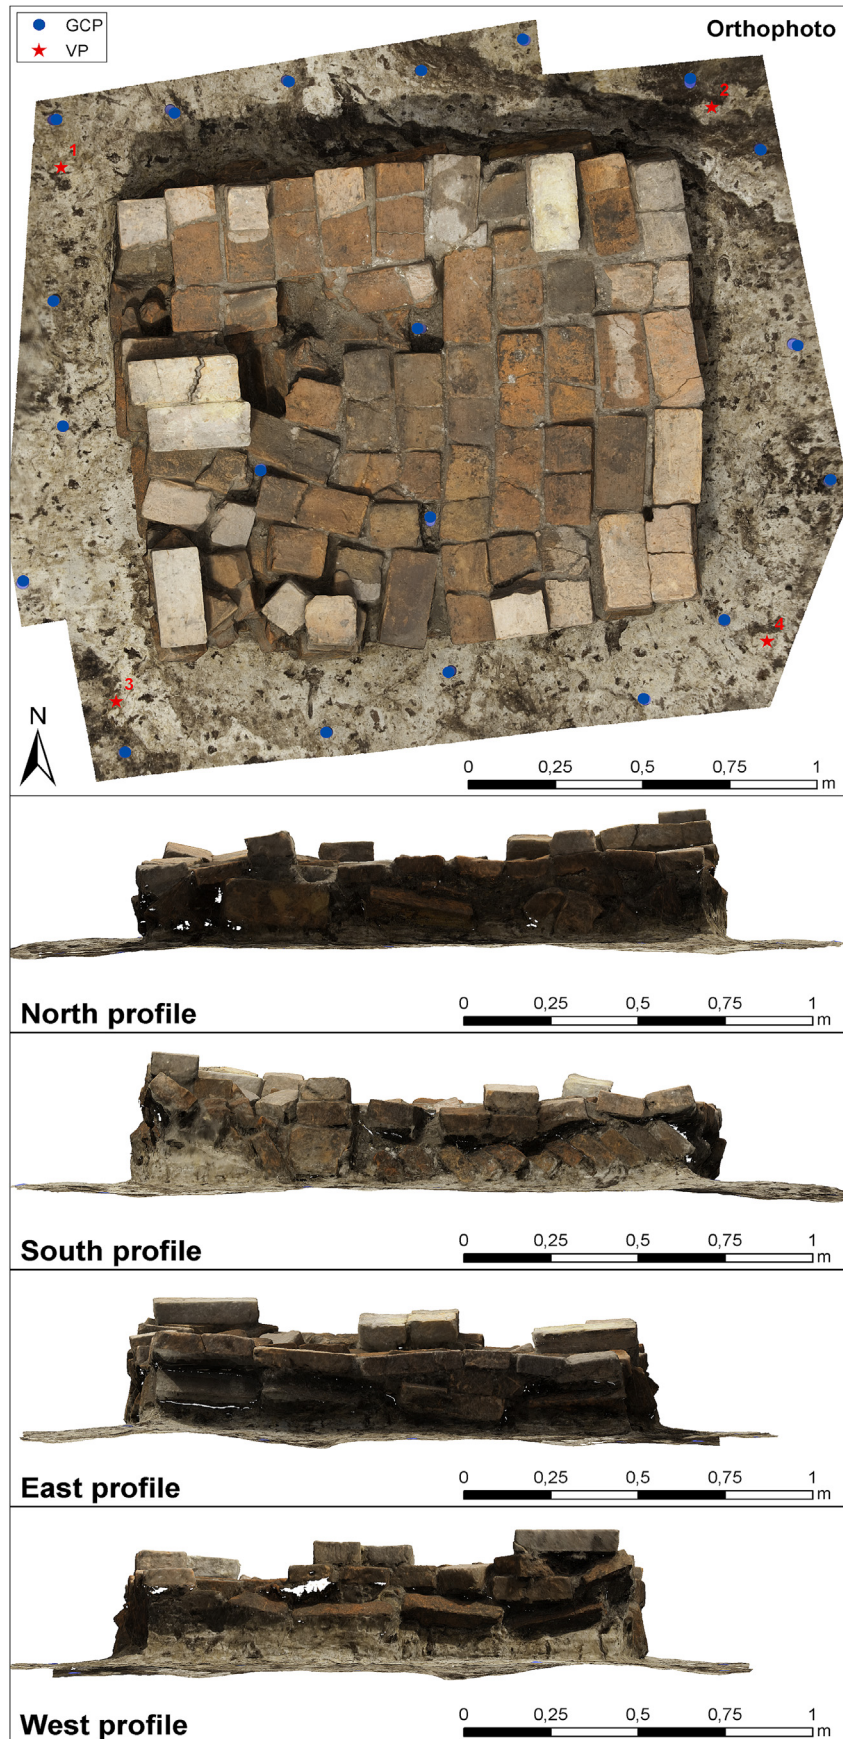 GCP
VP
Orthophoto
1
2
3
4
N
0 0,25 0,5 0,75 1
m
North profile
0 0,25 0,5 0,75 1
m
South profile
0 0,25 0,5 0,75 1
m
East profile
0 0,25 0,5 0,75 1
m
West profile
0 0,25 0,5 0,75 1
m